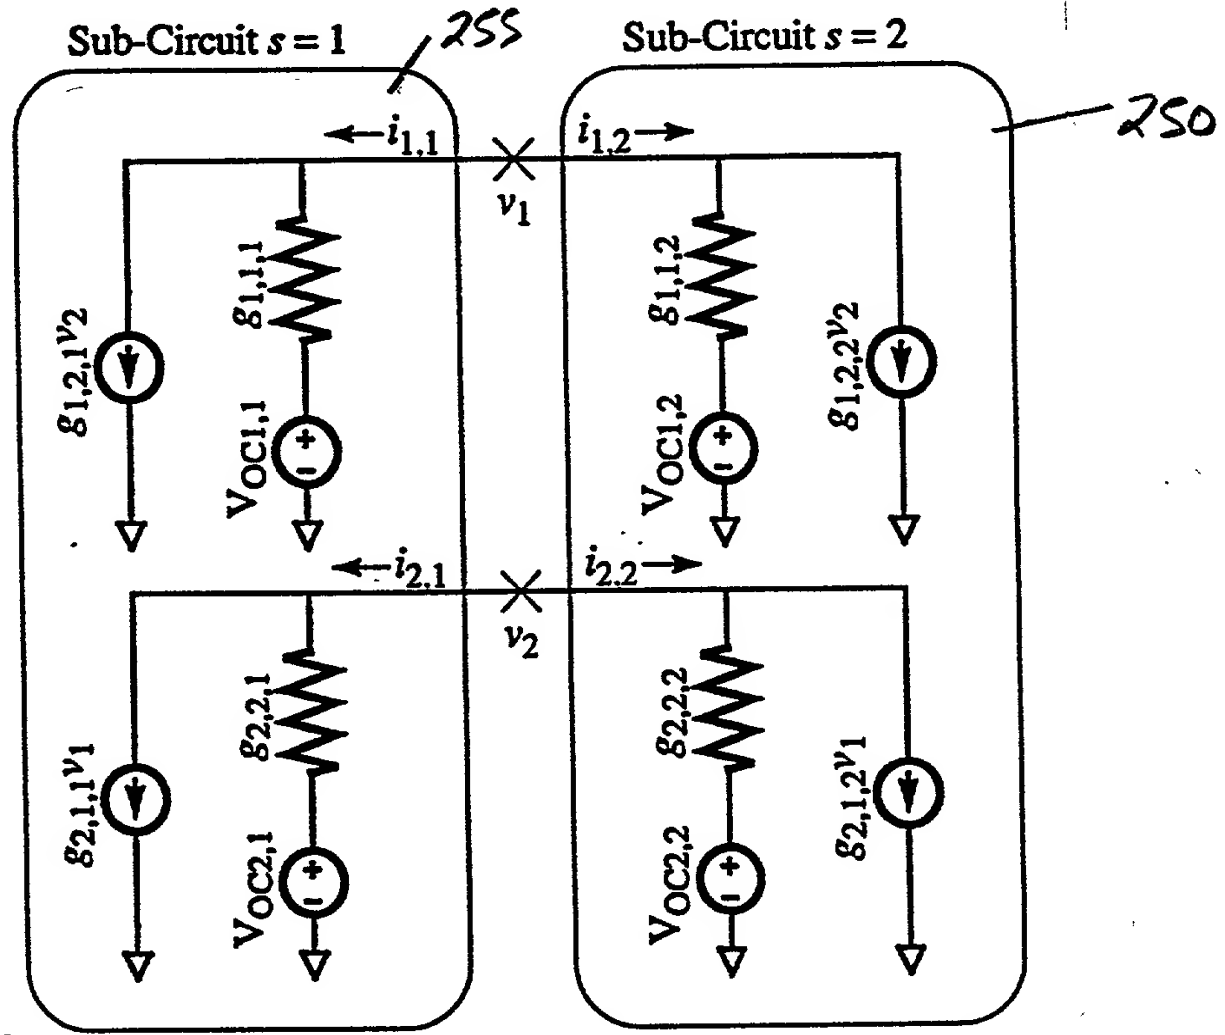 Sub-Circuit s = 1
255
Sub-Circuit s = 2
250
i1,1
i1,2
v1
g1,2,1v2
g1,1,1
VOC1,1
g1,1,2
VOC1,2
g1,2,2v2
i2,1
i2,2
v2
g2,1,1v1
g2,2,1
VOC2,1
g2,2,2
VOC2,2
g2,1,2v1
+
-
+
-
+
-
+
-